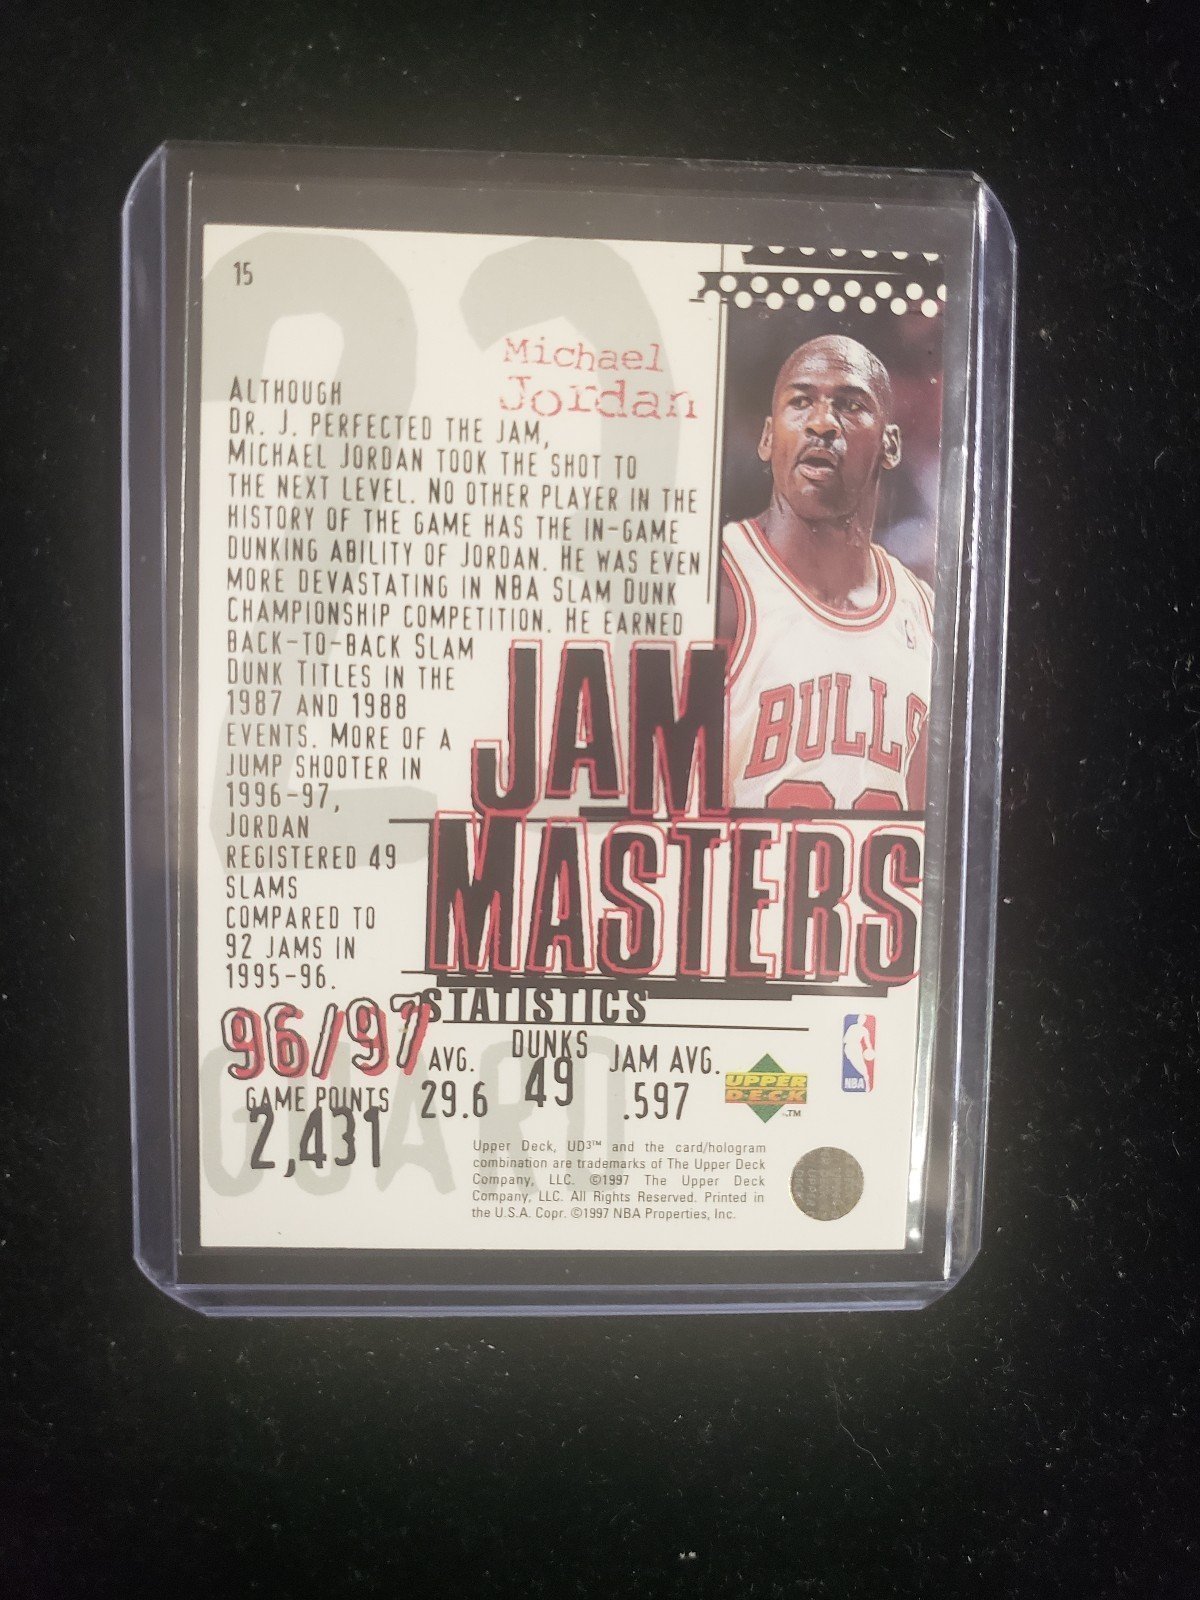 15
Michael
Jordan
ALTHOUGH
DR. J. PERFECTED THE JAM,
MICHAEL JORDAN TOOK THE SHOT TO
THE NEXT LEVEL. NO OTHER PLAYER IN THE
HISTORY OF THE GAME HAS THE IN-GAME
DUNKING ABILITY OF JORDAN. HE WAS EVEN
MORE DEVASTATING IN NBA SLAM DUNK
CHAMPIONSHIP COMPETITION. HE EARNED
BACK-TO-BACK SLAM
DUNK TITLES IN THE
1987 AND 1988
EVENTS. MORE OF A
JUMP SHOOTER IN
1996-97,
JORDAN
REGISTERED 49
SLAMS
COMPARED TO
92 JAMS IN
1995-96.
BULLS
23
JAM
MASTERS
96/97 STATISTICS
GAME POINTS
2,431
AVG.
29.6
DUNKS
49
JAM AVG.
.597
UPPER
DECK
™
NBA
GUARD
Upper Deck, UD3™ and the card/hologram
combination are trademarks of The Upper Deck
Company, LLC. ©1997 The Upper Deck
Company, LLC. All Rights Reserved. Printed in
the U.S.A. Copr. ©1997 NBA Properties, Inc.